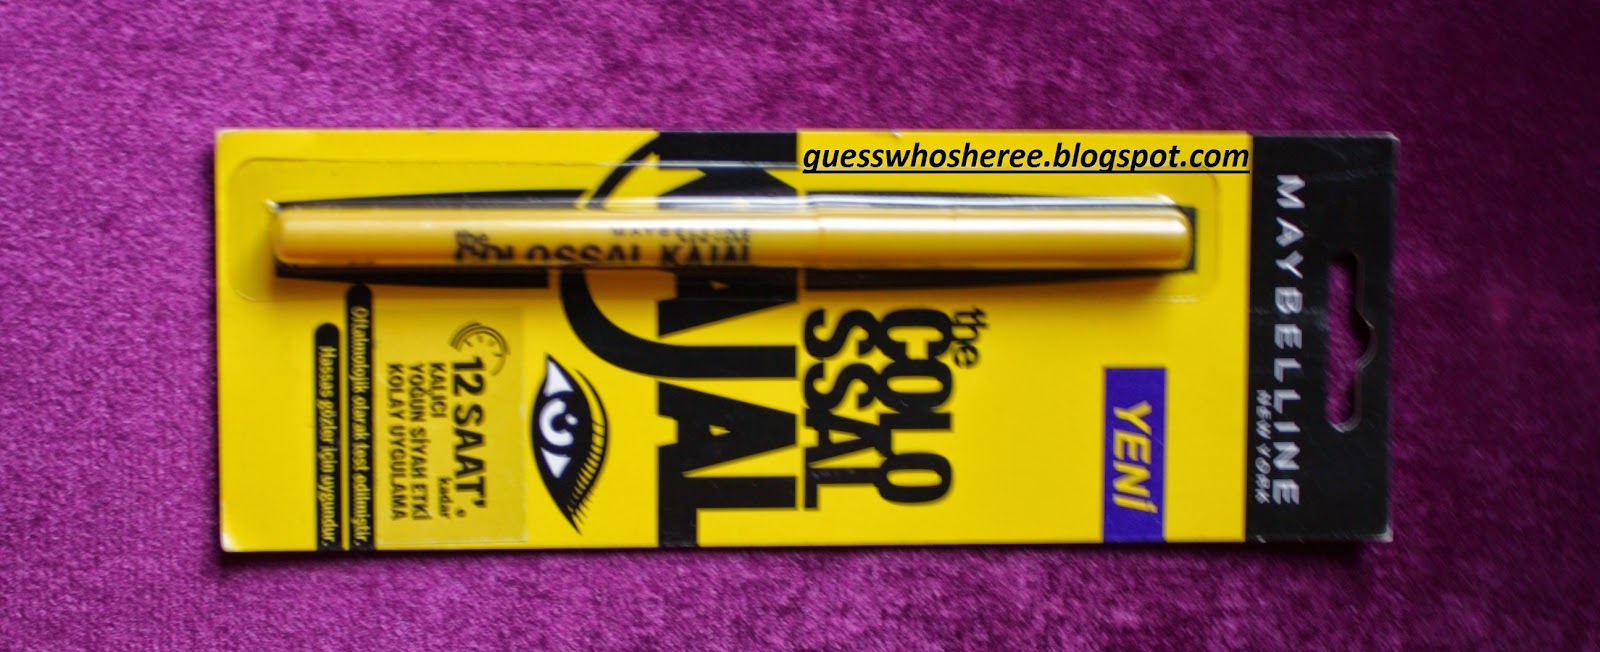 guesswhosheree.blogspot.com
MAYBELLINE
NEW YORK
YENİ
the
COLO
SSAL
KAJAL
MAYBELLINE
the
COLOSSAL KAJAL
12 SAAT'e
kadar
KALICI
YOĞUN SİYAH ETKİ
KOLAY UYGULAMA
Oftalmolojik olarak test edilmiştir.
Hassas gözler için uygundur.